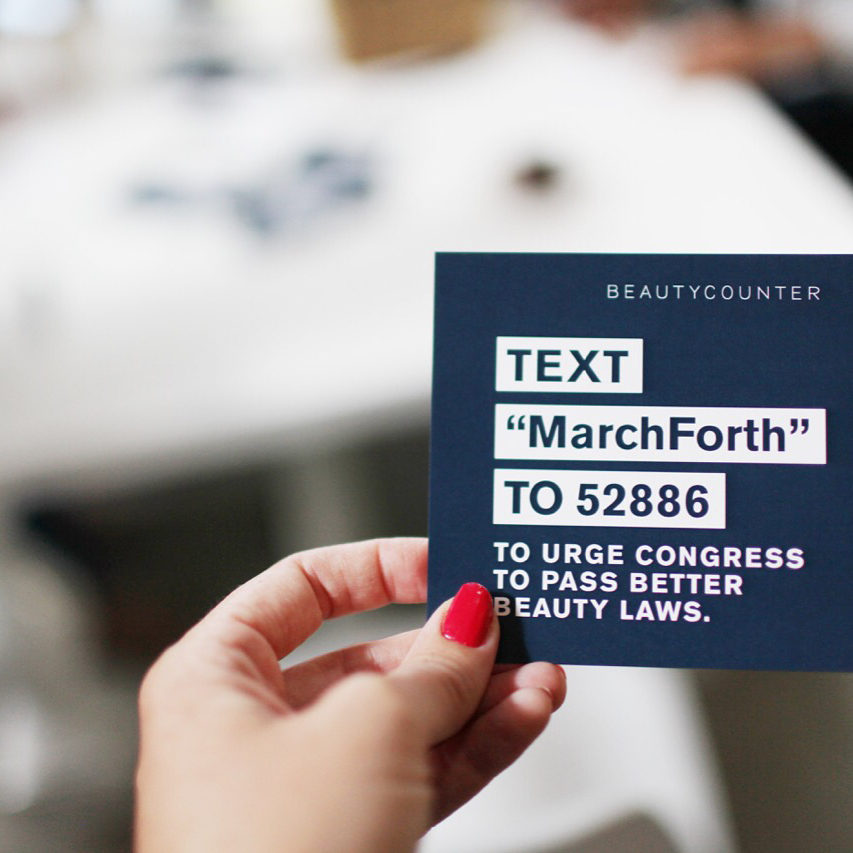 BEAUTYCOUNTER
TEXT
“MarchForth”
TO 52886
TO URGE CONGRESS
TO PASS BETTER
BEAUTY LAWS.